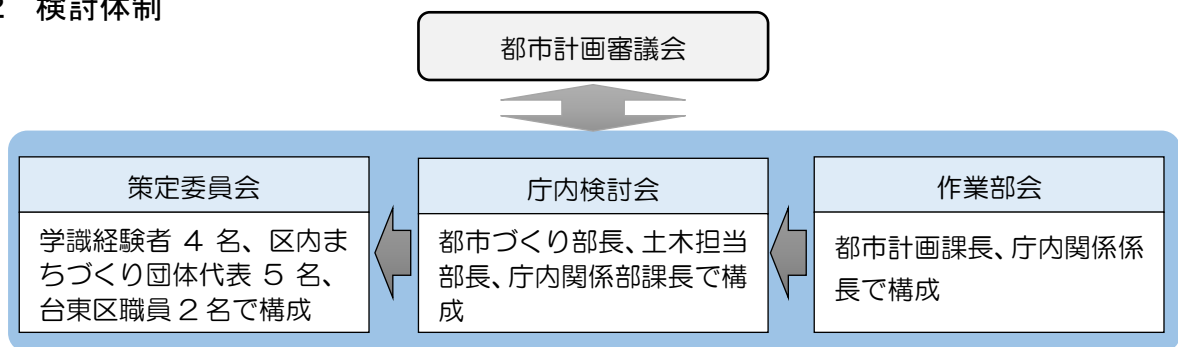 2 検討体制
都市計画審議会
策定委員会
学識経験者 4 名、区内ま
ちづくり団体代表 5 名、
台東区職員 2 名で構成
庁内検討会
都市づくり部長、土木担当
部長、庁内関係部課長で構
成
作業部会
都市計画課長、庁内関係係
長で構成